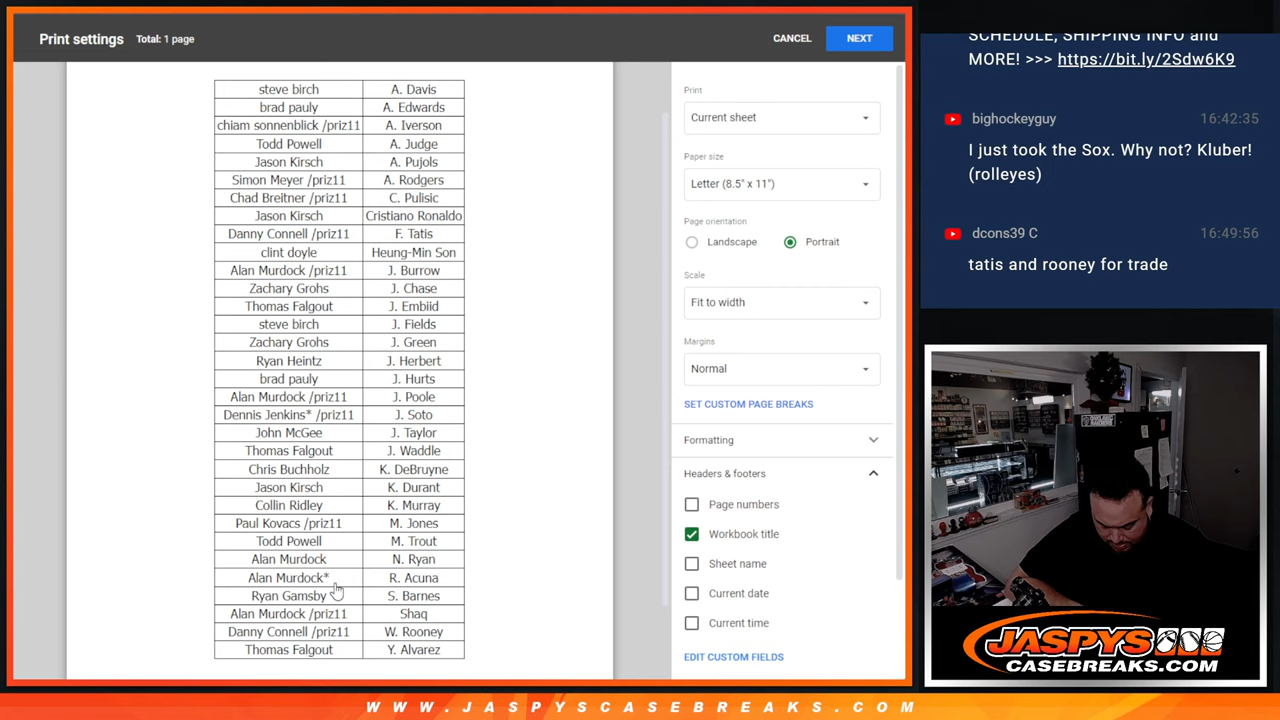 Print settings Total: 1 page CANCEL NEXT
steve birch A. Davis
brad pauly A. Edwards
chiam sonnenblick /priz11 A. Iverson
Todd Powell A. Judge
Jason Kirsch A. Pujols
Simon Meyer /priz11 A. Rodgers
Chad Breitner /priz11 C. Pulisic
Jason Kirsch Cristiano Ronaldo
Danny Connell /priz11 F. Tatis
clint doyle Heung-Min Son
Alan Murdock /priz11 J. Burrow
Zachary Grohs J. Chase
Thomas Falgout J. Embiid
steve birch J. Fields
Zachary Grohs J. Green
Ryan Heintz J. Herbert
brad pauly J. Hurts
Alan Murdock /priz11 J. Poole
Dennis Jenkins* /priz11 J. Soto
John McGee J. Taylor
Thomas Falgout J. Waddle
Chris Buchholz K. DeBruyne
Jason Kirsch K. Durant
Collin Ridley K. Murray
Paul Kovacs /priz11 M. Jones
Todd Powell M. Trout
Alan Murdock N. Ryan
Alan Murdock* R. Acuna
Ryan Gamsby S. Barnes
Alan Murdock /priz11 Shaq
Danny Connell /priz11 W. Rooney
Thomas Falgout Y. Alvarez
Print
Current sheet
Paper size
Letter (8.5" x 11")
Page orientation
Landscape Portrait
Scale
Fit to width
Margins
Normal
SET CUSTOM PAGE BREAKS
Formatting
Headers & footers
Page numbers
Workbook title
Sheet name
Current date
Current time
EDIT CUSTOM FIELDS
SCHEDULE, SHIPPING INFO and
MORE! >>> https://bit.ly/2Sdw6K9
bighockeyguy 16:42:35
I just took the Sox. Why not? Kluber!
(rolleyes)
dcons39 C 16:49:56
tatis and rooney for trade
JASPYS
CASEBREAKS.COM
WWW.JASPYSCASEBREAKS.COM